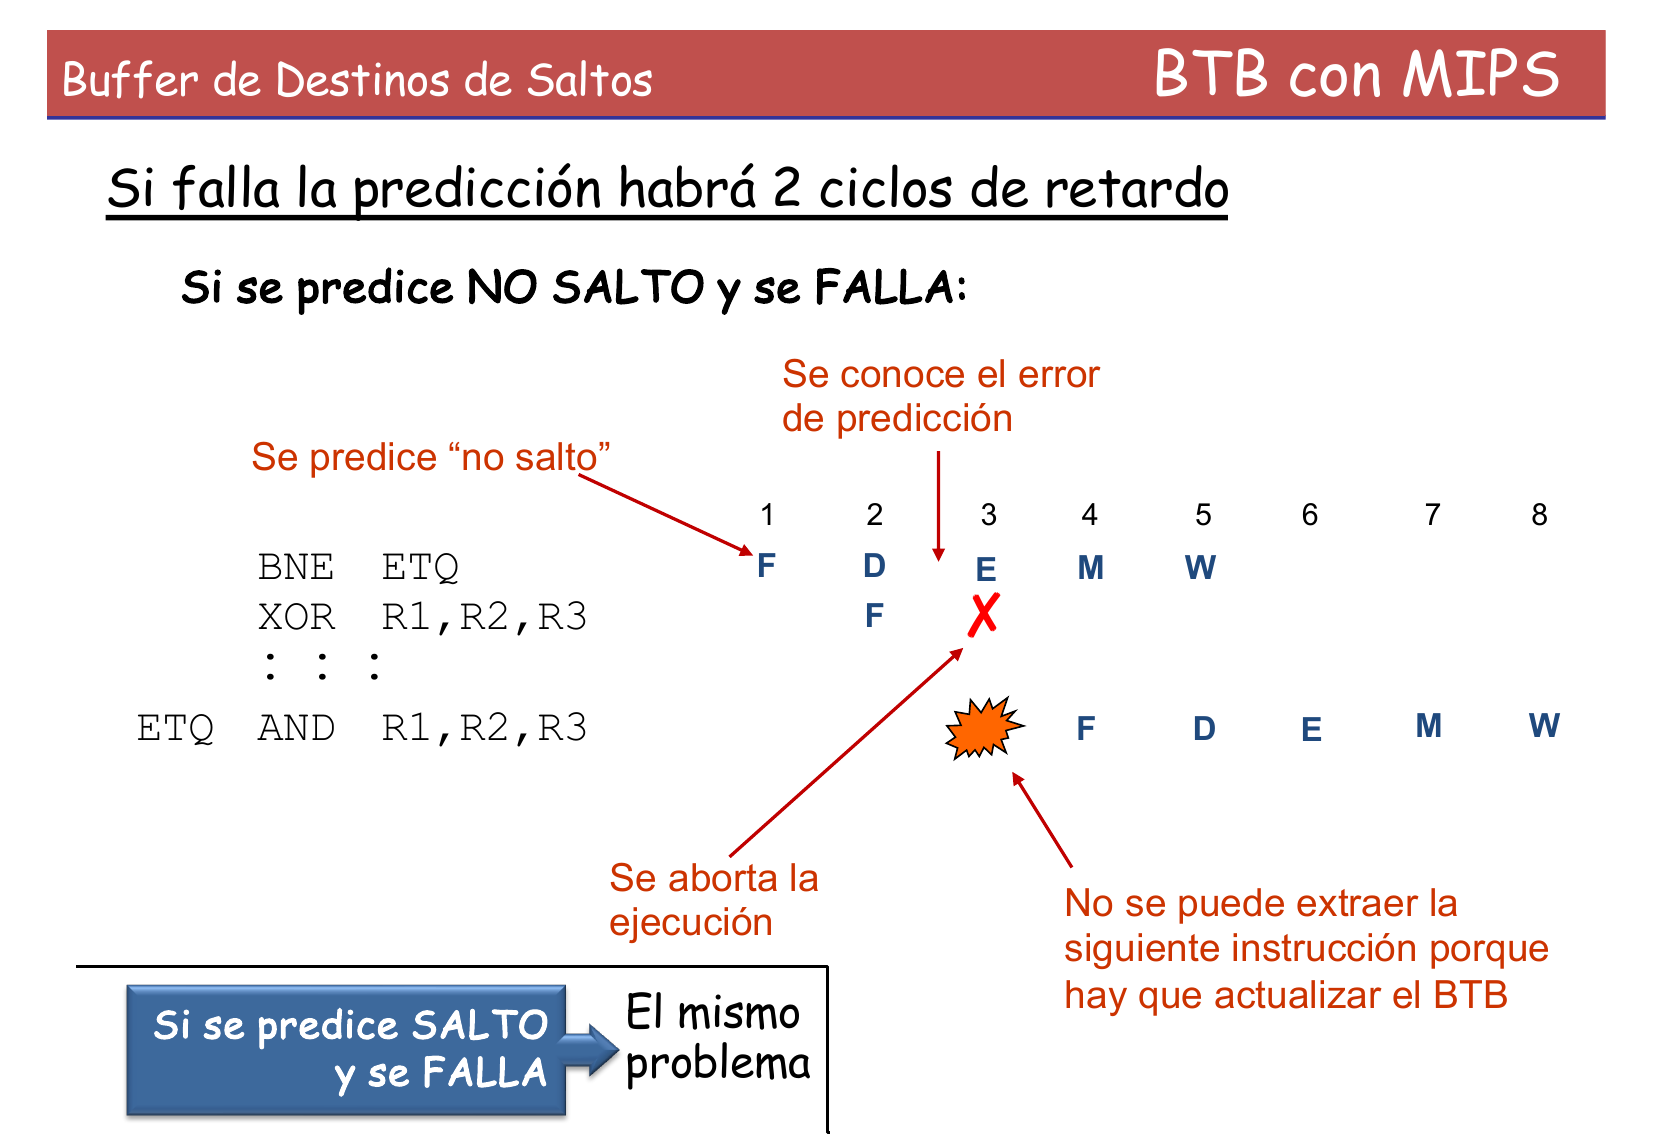 Buffer de Destinos de Saltos BTB con MIPS
Si falla la predicción habrá 2 ciclos de retardo
Si se predice NO SALTO y se FALLA:
Se conoce el error
de predicción
Se predice “no salto”
1 2 3 4 5 6 7 8
BNE ETQ F D E M W
XOR R1,R2,R3 F ✗
: : :
ETQ AND R1,R2,R3 F D E M W
Se aborta la
ejecución
No se puede extraer la
siguiente instrucción porque
hay que actualizar el BTB
Si se predice SALTO
y se FALLA
El mismo
problema